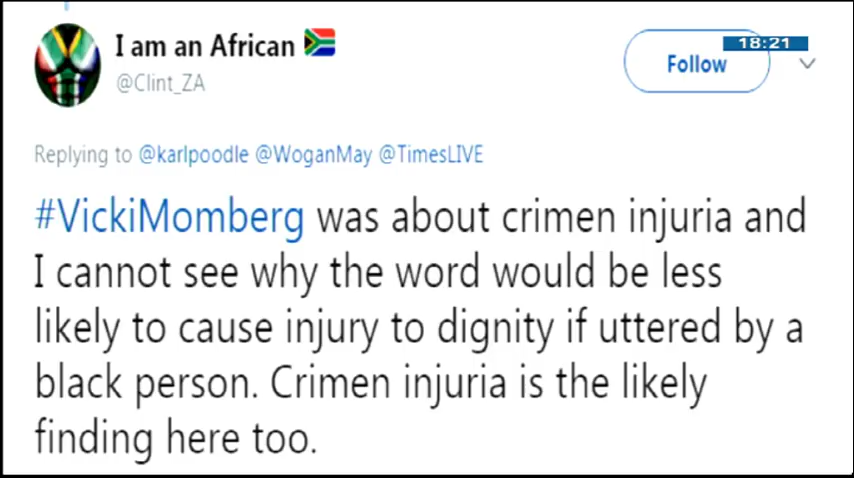 I am an African
18:21
@Clint_ZA
Follow
Replying to @karlpoodle @WoganMay @TimesLIVE
#VickiMomberg was about crimen injuria and
I cannot see why the word would be less
likely to cause injury to dignity if uttered by a
black person. Crimen injuria is the likely
finding here too.